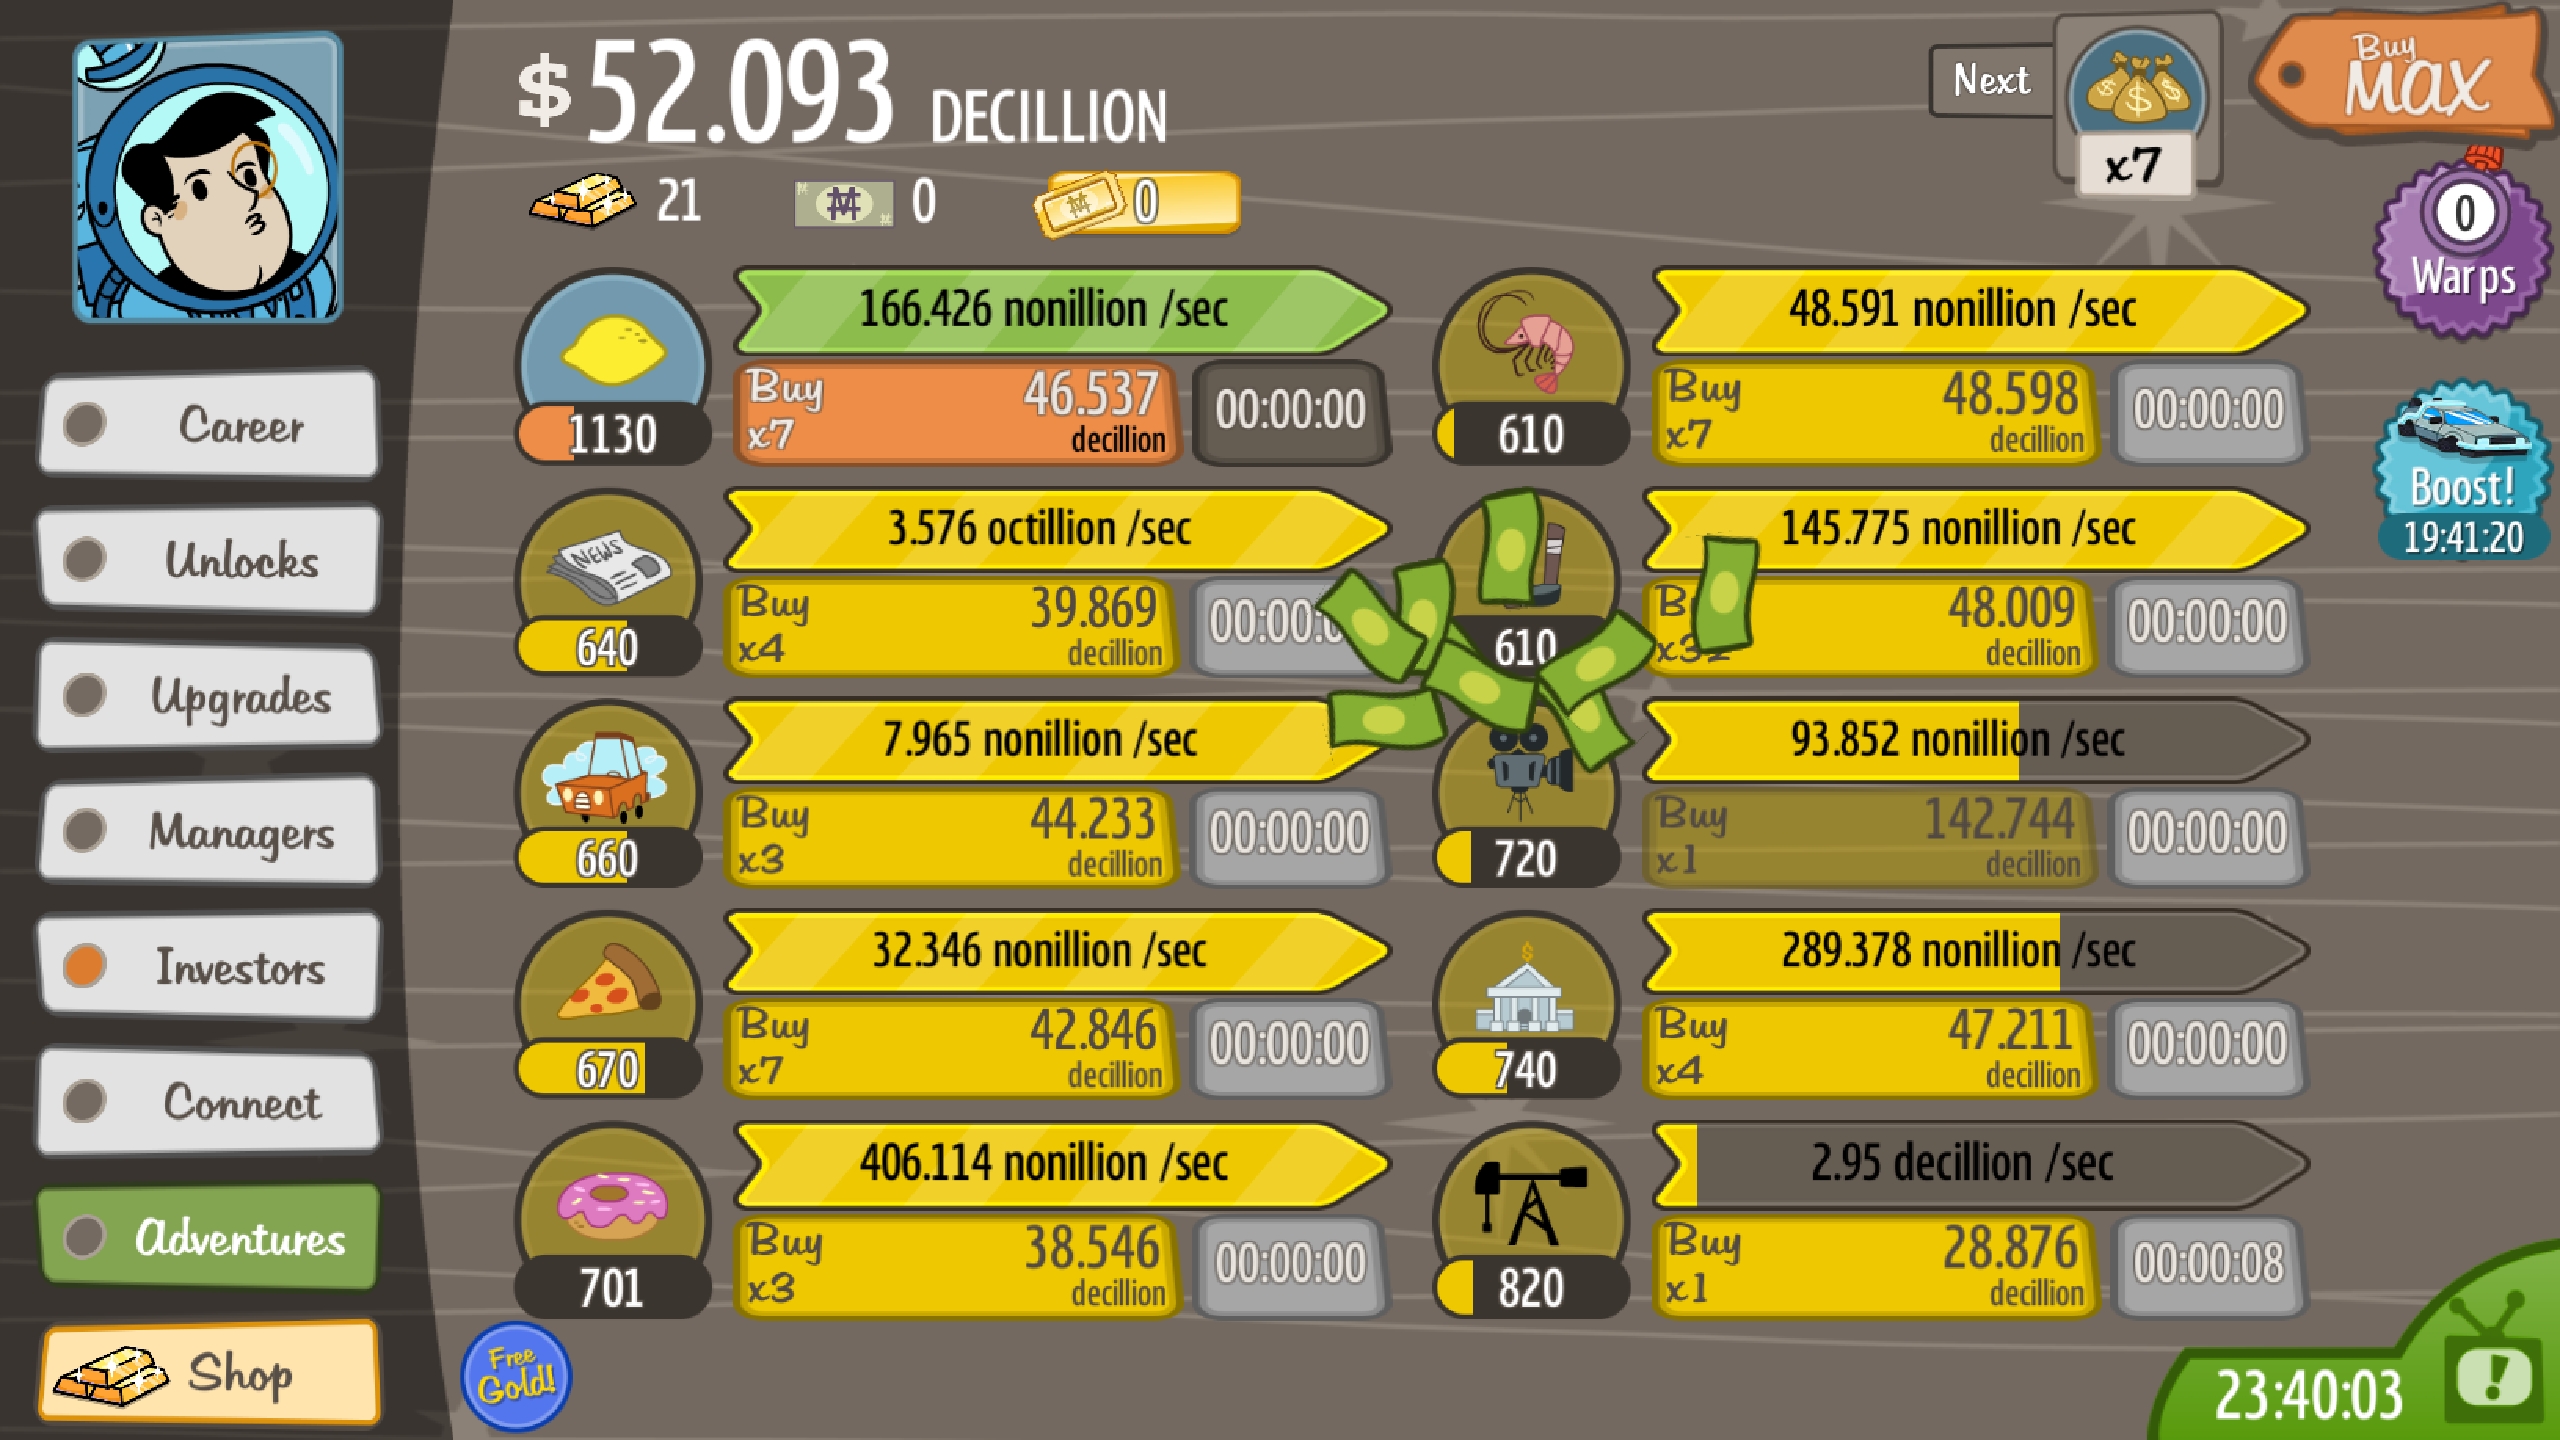 $52.093 DECILLION
21
0
0
Next
x7
Buy
MAX
0
Warps
Boost!
19:41:20
Career
Unlocks
Upgrades
Managers
Investors
Connect
Adventures
Shop
Free
Gold!
1130
166.426 nonillion /sec
Buy
x7
46.537
decillion
00:00:00
NEWS
640
3.576 octillion /sec
Buy
x4
39.869
decillion
660
7.965 nonillion /sec
Buy
x3
44.233
decillion
00:00:00
670
32.346 nonillion /sec
Buy
x7
42.846
decillion
00:00:00
701
406.114 nonillion /sec
Buy
x3
38.546
decillion
00:00:00
610
48.591 nonillion /sec
Buy
x7
48.598
decillion
00:00:00
610
145.775 nonillion /sec
48.009
decillion
00:00:00
720
93.852 nonillion /sec
Buy
x1
142.744
decillion
00:00:00
740
289.378 nonillion /sec
Buy
x4
47.211
decillion
00:00:00
820
2.95 decillion /sec
Buy
x1
28.876
decillion
00:00:08
23:40:03